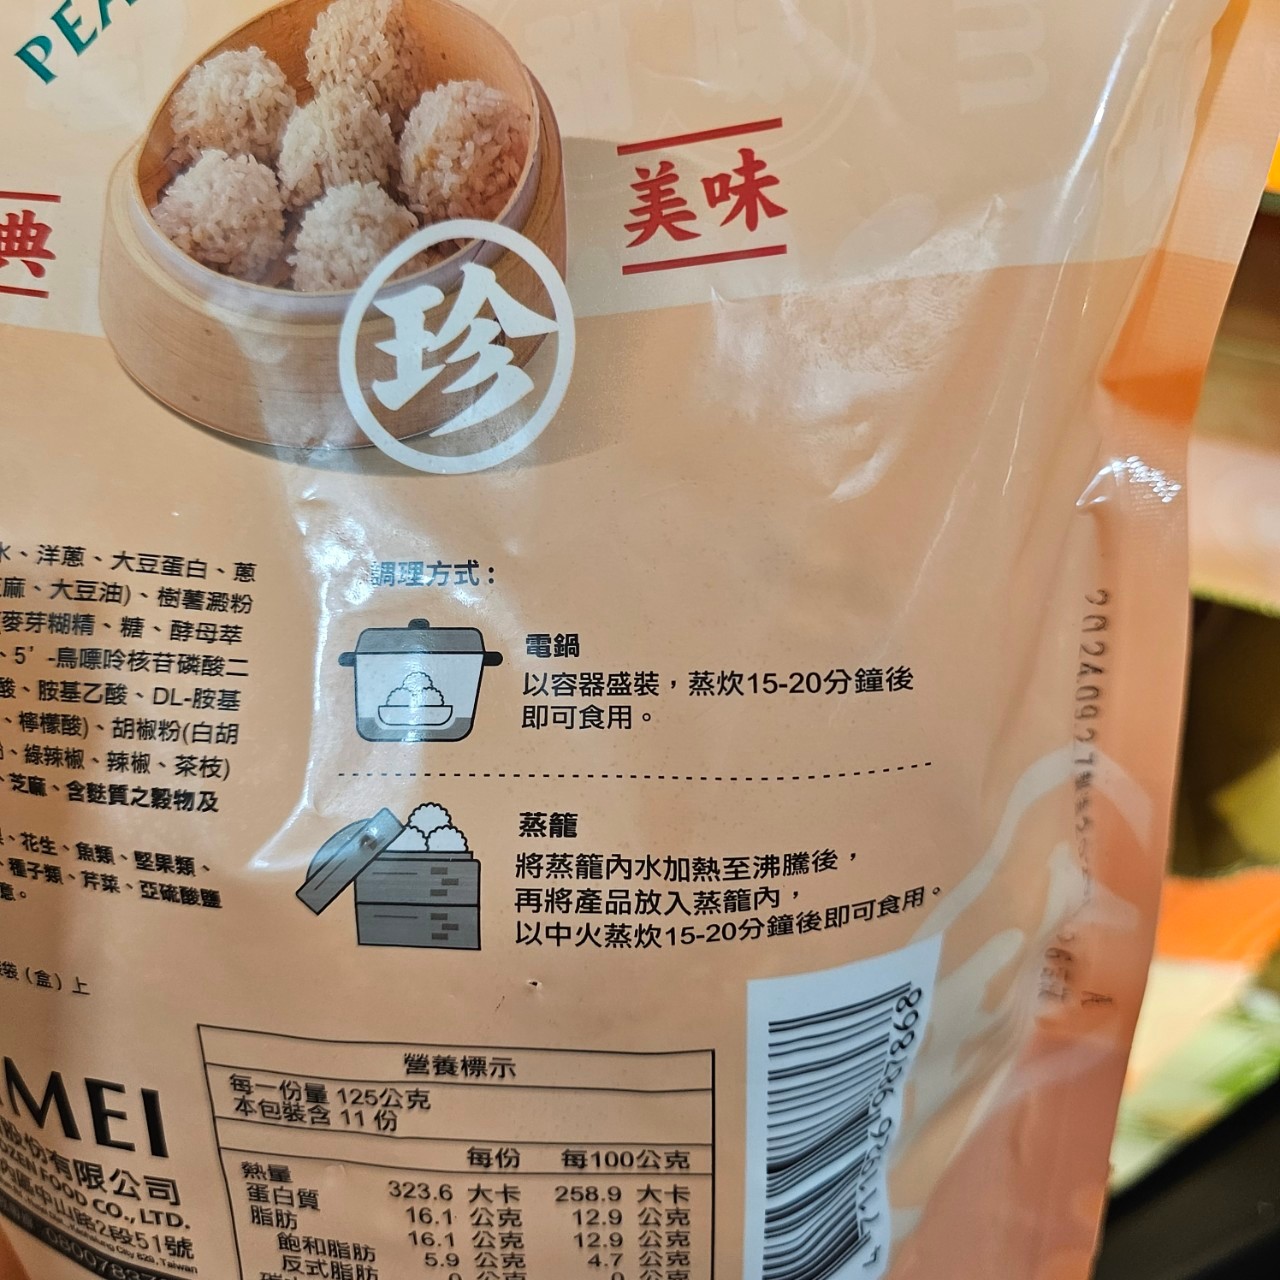 PEA
典
美味
珍
水、洋蔥、大豆蛋白、蔥
麻、大豆油)、樹薯澱粉
麥芽糊精、糖、酵母萃
、5'-鳥嘌呤核苷磷酸二
酸、胺基乙酸、DL-胺基
、檸檬酸)、胡椒粉(白胡
、綠辣椒、辣椒、茶枝)
、芝麻、含麩質之穀物及
、花生、魚類、堅果類、
、種子類、芹菜、亞硫酸鹽
意。
袋(盒)上
調理方式：
電鍋
以容器盛裝，蒸炊15-20分鐘後
即可食用。
蒸籠
將蒸籠內水加熱至沸騰後，
再將產品放入蒸籠內，
以中火蒸炊15-20分鐘後即可食用。
MEI
股份有限公司
FOOD CO., LTD.
中山路2段51號
營養標示
每一份量 125公克
本包裝含 11 份
每份 每100公克
熱量 323.6 大卡 258.9 大卡
蛋白質 16.1 公克 12.9 公克
脂肪 16.1 公克 12.9 公克
飽和脂肪 5.9 公克 4.7 公克
反式脂肪 0 公克 0 公克